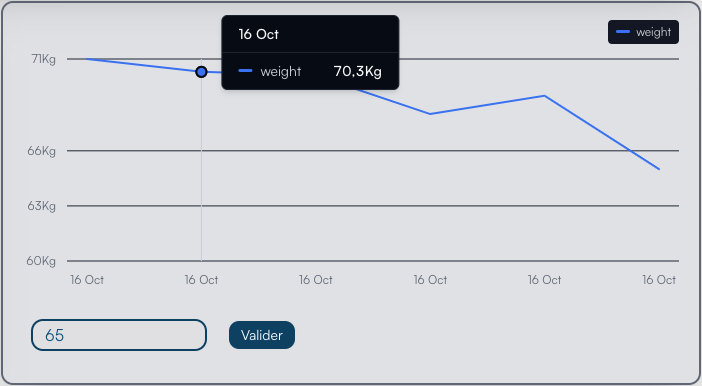 16 Oct
weight
71Kg
weight 70,3Kg
66Kg
63Kg
60Kg
16 Oct 16 Oct 16 Oct 16 Oct 16 Oct 16 Oct
65 Valider